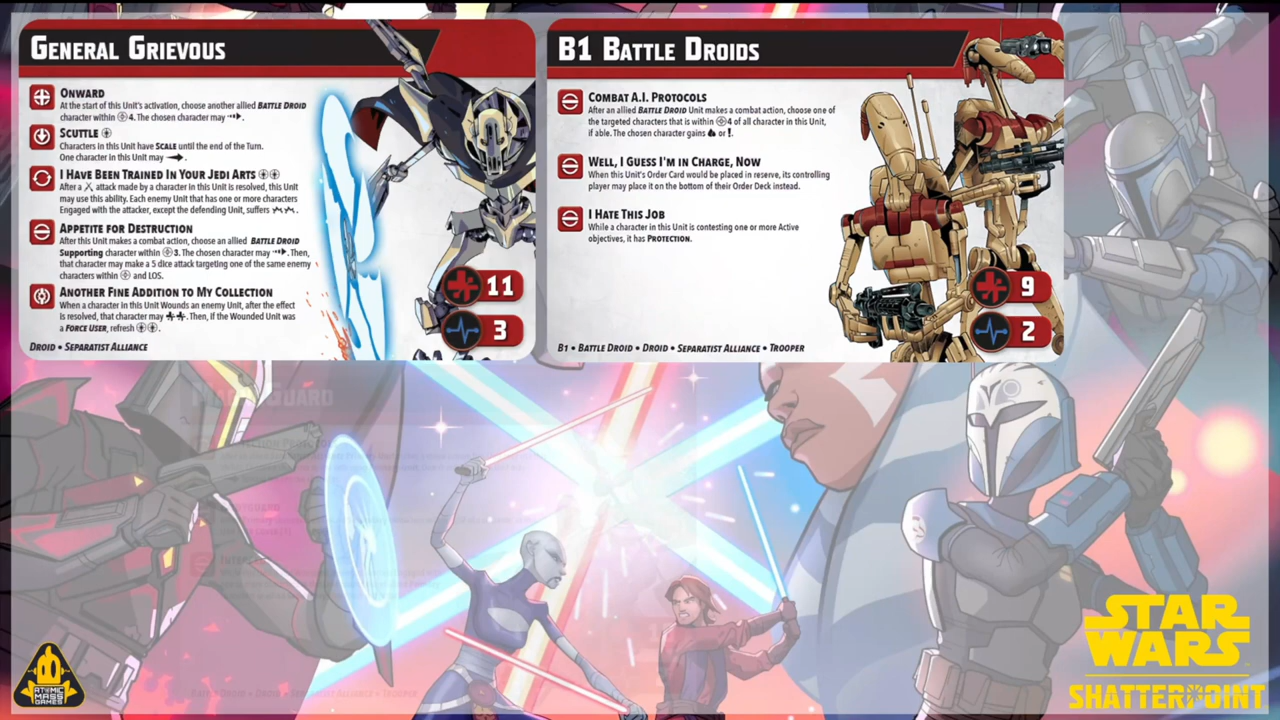 GENERAL GRIEVOUS
ONWARD
At the start of this Unit's activation, choose another allied BATTLE DROID
character within 4. The chosen character may .
SCUTTLE
Characters in this Unit have SCALE until the end of the Turn.
One character in this Unit may .
I HAVE BEEN TRAINED IN YOUR JEDI ARTS
After a attack made by a character in this Unit is resolved, this Unit
may use this ability. Each enemy Unit that has one or more characters
Engaged with the attacker, except the defending Unit, suffers .
APPETITE FOR DESTRUCTION
After this Unit makes a combat action, choose an allied BATTLE DROID
Supporting character within 3. The chosen character may . Then,
that character may make a 5 dice attack targeting one of the same enemy
characters within and LOS.
ANOTHER FINE ADDITION TO MY COLLECTION
When a character in this Unit Wounds an enemy Unit, after the effect
is resolved, that character may . Then, if the Wounded Unit was
a FORCE USER, refresh .
11
3
DROID • SEPARATIST ALLIANCE
B1 BATTLE DROIDS
COMBAT A.I. PROTOCOLS
After an allied BATTLE DROID Unit makes a combat action, choose one of
the targeted characters that is within 4 of all character in this Unit,
if able. The chosen character gains or .
WELL, I GUESS I'M IN CHARGE, NOW
When this Unit's Order Card would be placed in reserve, its controlling
player may place it on the bottom of their Order Deck instead.
I HATE THIS JOB
While a character in this Unit is contesting one or more Active
objectives, it has PROTECTION.
9
2
B1 • BATTLE DROID • DROID • SEPARATIST ALLIANCE • TROOPER
ATOMIC
MASS
GAMES
STAR
WARS
SHATTERPOINT